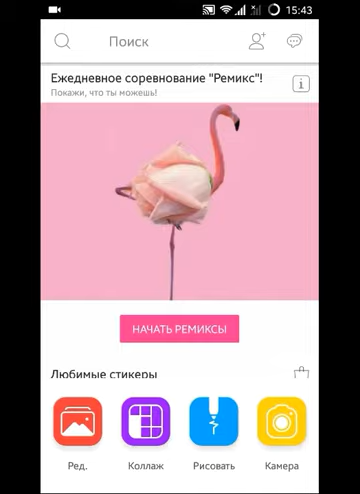 15:43
Поиск
Ежедневное соревнование "Ремикс"!
Покажи, что ты можешь!
НАЧАТЬ РЕМИКСЫ
Любимые стикеры
Ред. Коллаж Рисовать Камера